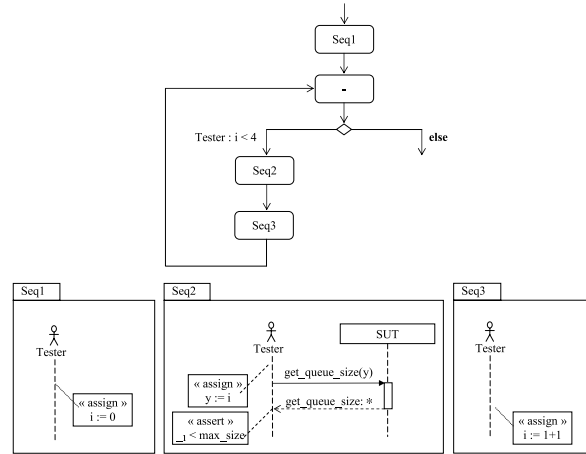 Seq1
-
Tester : i < 4
else
Seq2
Seq3
Seq1
Tester
« assign »
i := 0
Seq2
Tester
SUT
« assign »
y := i
get_queue_size(y)
get_queue_size: *
« assert »
_1 < max_size
Seq3
Tester
« assign »
i := 1+1